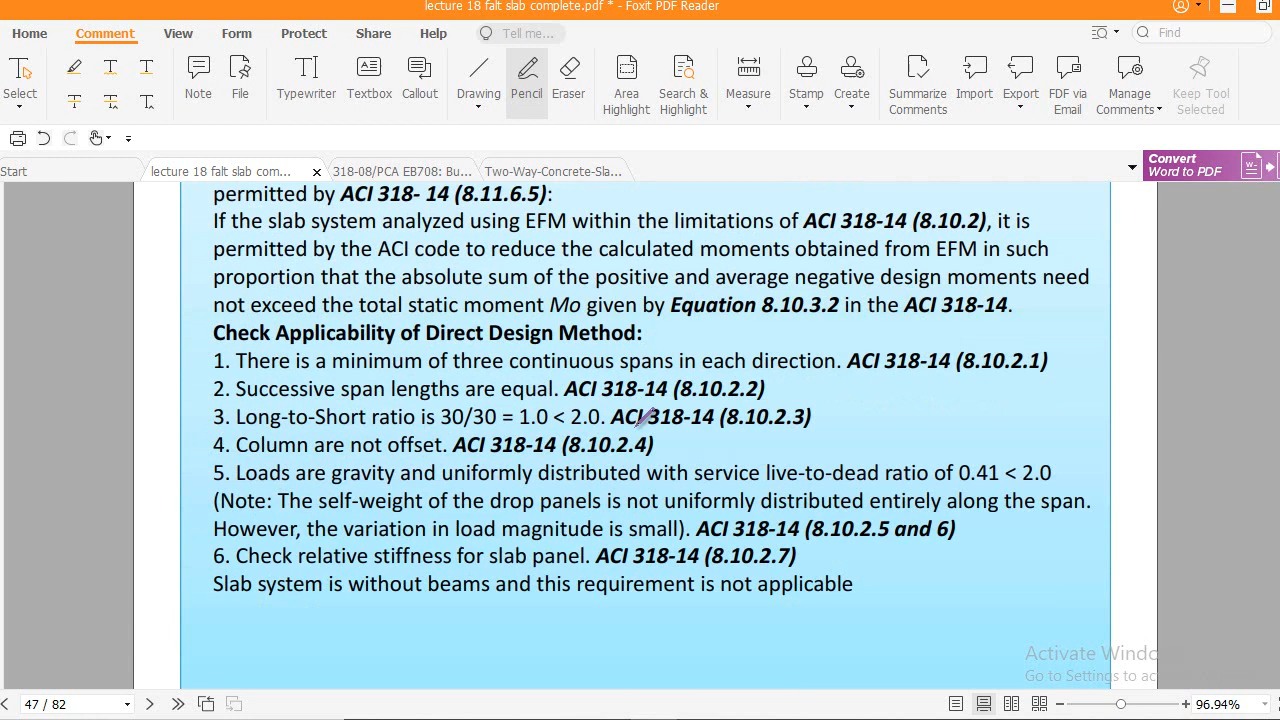 lecture 18 falt slab complete.pdf * - Foxit PDF Reader
Home Comment View Form Protect Share Help Tell me... Find
Select Note File Typewriter Textbox Callout Drawing Pencil Eraser Area Highlight Search & Highlight Measure Stamp Create Summarize Comments Import Export PDF via Email Manage Comments Keep Tool Selected
Start lecture 18 falt slab com... 318-08/PCA EB708: Bu... Two-Way-Concrete-Sla... Convert Word to PDF
permitted by ACI 318- 14 (8.11.6.5):
If the slab system analyzed using EFM within the limitations of ACI 318-14 (8.10.2), it is
permitted by the ACI code to reduce the calculated moments obtained from EFM in such
proportion that the absolute sum of the positive and average negative design moments need
not exceed the total static moment Mo given by Equation 8.10.3.2 in the ACI 318-14.
Check Applicability of Direct Design Method:
1. There is a minimum of three continuous spans in each direction. ACI 318-14 (8.10.2.1)
2. Successive span lengths are equal. ACI 318-14 (8.10.2.2)
3. Long-to-Short ratio is 30/30 = 1.0 < 2.0. ACI 318-14 (8.10.2.3)
4. Column are not offset. ACI 318-14 (8.10.2.4)
5. Loads are gravity and uniformly distributed with service live-to-dead ratio of 0.41 < 2.0
(Note: The self-weight of the drop panels is not uniformly distributed entirely along the span.
However, the variation in load magnitude is small). ACI 318-14 (8.10.2.5 and 6)
6. Check relative stiffness for slab panel. ACI 318-14 (8.10.2.7)
Slab system is without beams and this requirement is not applicable
Activate Windo
Go to Settings to ac
47 / 82 96.94%